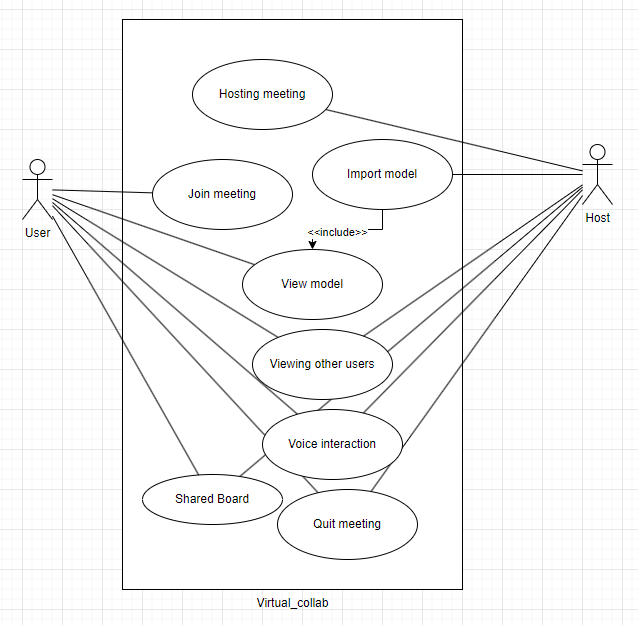 Hosting meeting
Import model
Join meeting
User
Host
<<include>>
View model
Viewing other users
Voice interaction
Shared Board
Quit meeting
Virtual_collab